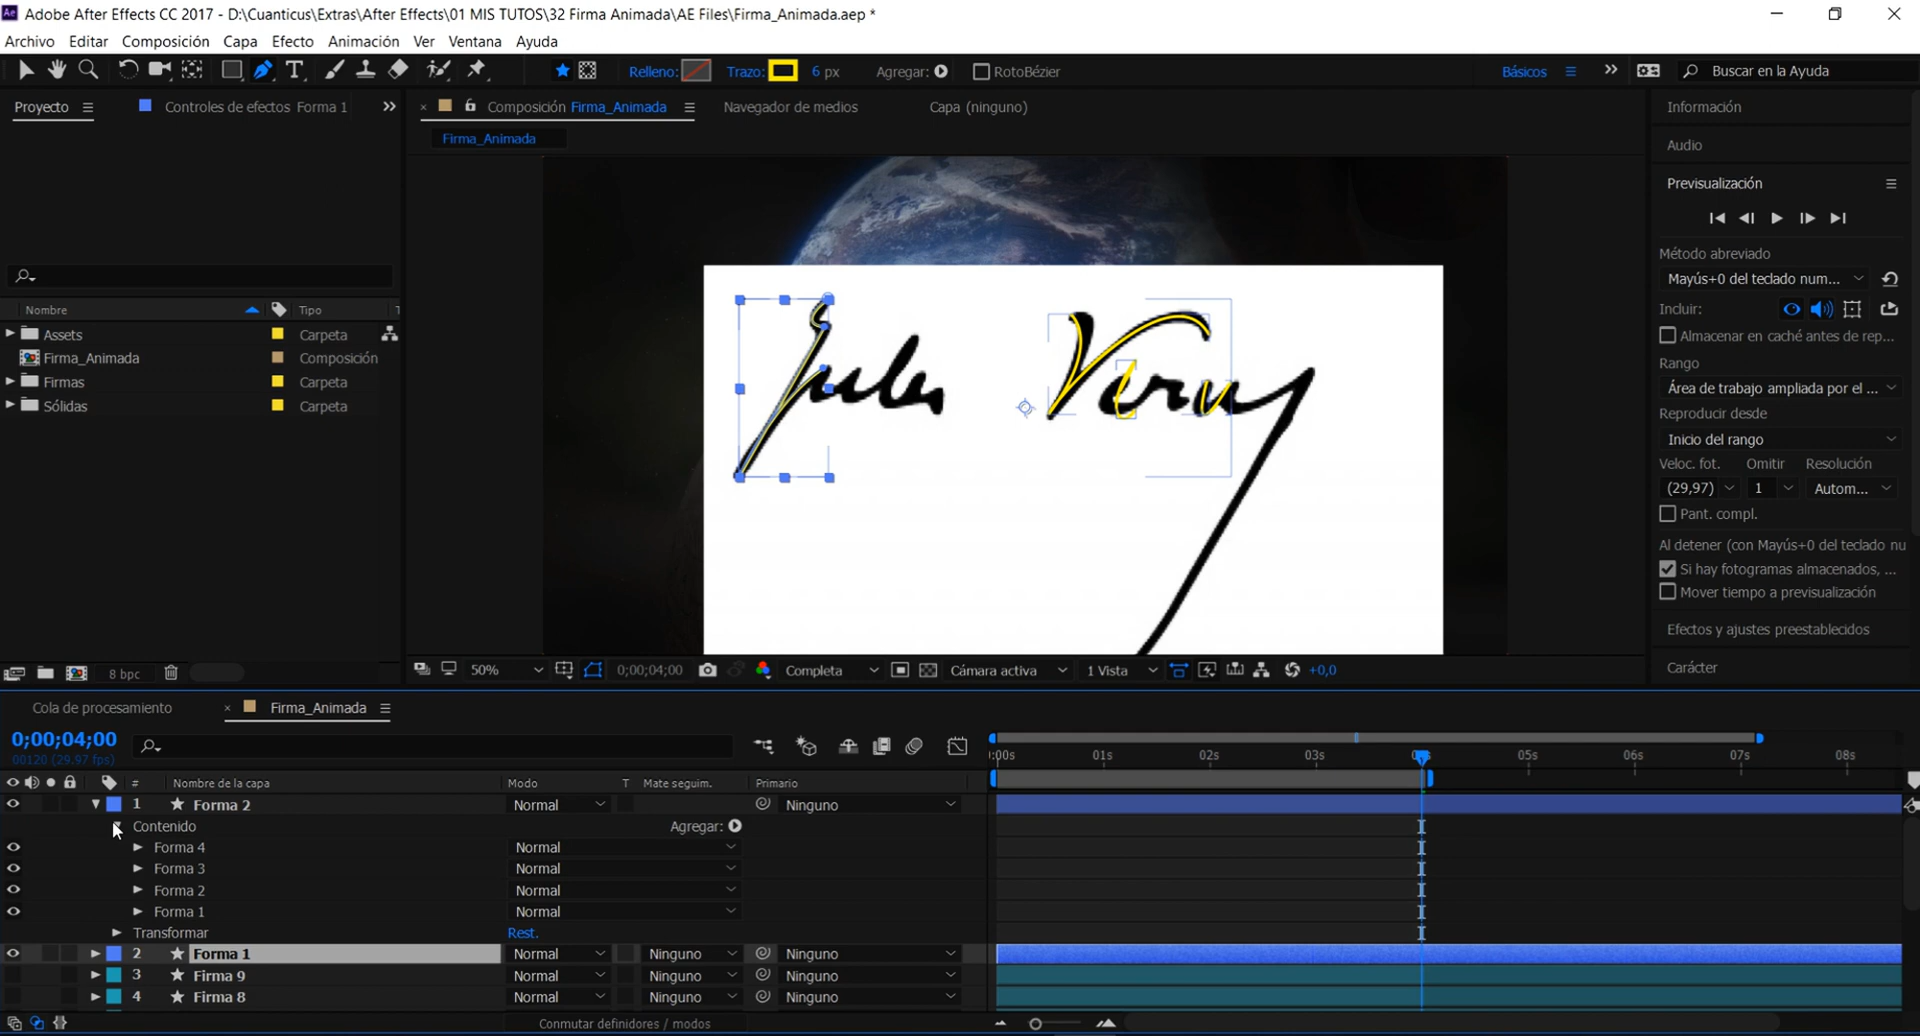 Adobe After Effects CC 2017 - D:\Cuanticus\Extras\After Effects\01 MIS TUTOS\32 Firma Animada\AE Files\Firma_Animada.aep *
Archivo Editar Composición Capa Efecto Animación Ver Ventana Ayuda
Relleno: Trazo: 6 px Agregar: RotoBézier Básicos Buscar en la Ayuda
Proyecto Controles de efectos Forma 1
Composición Firma_Animada Navegador de medios Capa (ninguno)
Firma_Animada
Nombre Tipo
Assets Carpeta
Firma_Animada Composición
Firmas Carpeta
Sólidas Carpeta
8 bpc
Jules Verne
50% 0;00;04;00 Completa Cámara activa 1 Vista +0,0
Información
Audio
Previsualización
Método abreviado
Mayús+0 del teclado num...
Incluir:
Almacenar en caché antes de rep...
Rango
Área de trabajo ampliada por el ...
Reproducir desde
Inicio del rango
Veloc. fot. Omitir Resolución
(29,97) 1 Autom...
Pant. compl.
Al detener (con Mayús+0 del teclado nu
Si hay fotogramas almacenados, ...
Mover tiempo a previsualización
Efectos y ajustes preestablecidos
Carácter
Cola de procesamiento Firma_Animada
0;00;04;00
00120 (29.97 fps)
:00s 01s 02s 03s 05s 06s 07s 08s
# Nombre de la capa Modo T Mate seguim. Primario
1 Forma 2 Normal Ninguno
Contenido Agregar:
Forma 4 Normal
Forma 3 Normal
Forma 2 Normal
Forma 1 Normal
Transformar Rest.
2 Forma 1 Normal Ninguno Ninguno
3 Firma 9 Normal Ninguno Ninguno
4 Firma 8 Normal Ninguno Ninguno
Conmutar definidores / modos